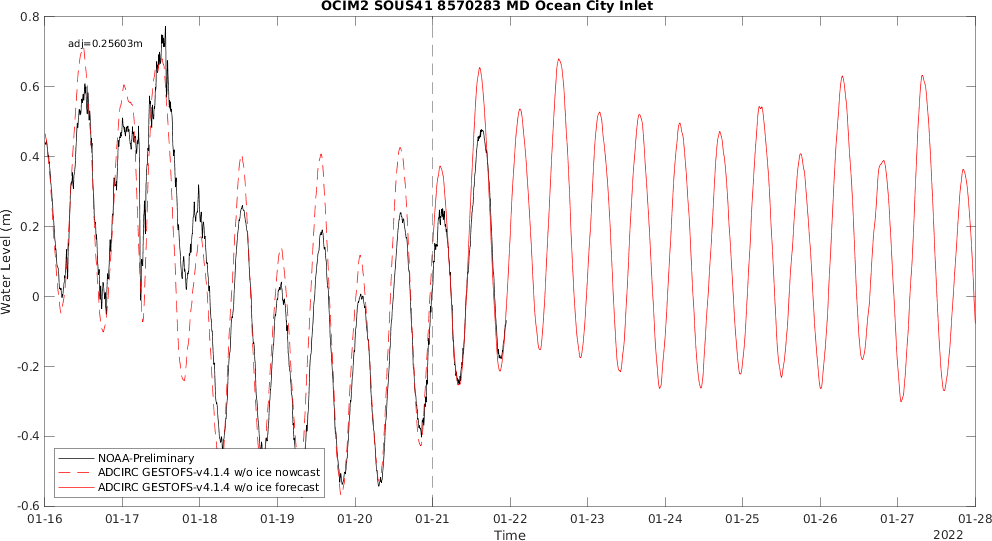 OCIM2 SOUS41 8570283 MD Ocean City Inlet
adj=0.25603m
0.8
0.6
0.4
0.2
0
-0.2
-0.4
-0.6
Water Level (m)
NOAA-Preliminary
ADCIRC GESTOFS-v4.1.4 w/o ice nowcast
ADCIRC GESTOFS-v4.1.4 w/o ice forecast
01-16 01-17 01-18 01-19 01-20 01-21 01-22 01-23 01-24 01-25 01-26 01-27 01-28
Time
2022